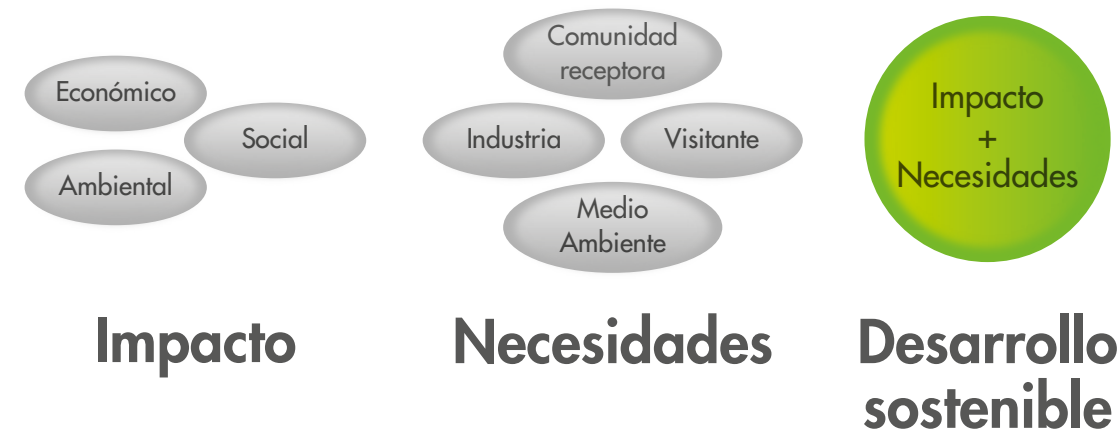 Económico
Social
Ambiental
Impacto
Comunidad
receptora
Industria
Visitante
Medio
Ambiente
Necesidades
Impacto
+
Necesidades
Desarrollo
sostenible